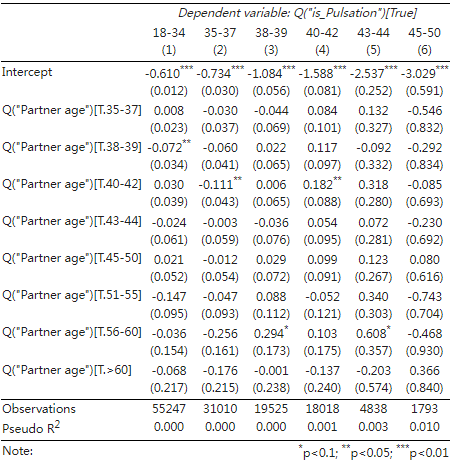 Dependent variable: Q("is_Pulsation")[True]
18-34 35-37 38-39 40-42 43-44 45-50
(1) (2) (3) (4) (5) (6)
Intercept -0.610*** -0.734*** -1.084*** -1.588*** -2.537*** -3.029***
(0.012) (0.030) (0.056) (0.081) (0.252) (0.591)
Q("Partner age")[T.35-37] 0.008 -0.030 -0.044 0.084 0.132 -0.546
(0.023) (0.037) (0.069) (0.101) (0.327) (0.832)
Q("Partner age")[T.38-39] -0.072** -0.060 0.022 0.117 -0.092 -0.292
(0.034) (0.041) (0.065) (0.097) (0.332) (0.834)
Q("Partner age")[T.40-42] 0.030 -0.111** 0.006 0.182** 0.318 -0.085
(0.039) (0.043) (0.065) (0.088) (0.280) (0.693)
Q("Partner age")[T.43-44] -0.024 -0.003 -0.036 0.054 0.072 -0.230
(0.061) (0.059) (0.076) (0.095) (0.281) (0.692)
Q("Partner age")[T.45-50] 0.021 -0.012 0.029 0.099 0.123 0.080
(0.052) (0.054) (0.072) (0.091) (0.267) (0.616)
Q("Partner age")[T.51-55] -0.147 -0.047 0.088 -0.052 0.340 -0.743
(0.095) (0.093) (0.112) (0.121) (0.303) (0.704)
Q("Partner age")[T.56-60] -0.036 -0.256 0.294* 0.103 0.608* -0.468
(0.154) (0.161) (0.173) (0.175) (0.357) (0.930)
Q("Partner age")[T.>60] -0.068 -0.176 -0.001 -0.137 -0.203 0.366
(0.217) (0.215) (0.238) (0.240) (0.574) (0.840)
Observations 55247 31010 19525 18018 4838 1793
Pseudo R2 0.000 0.000 0.000 0.001 0.003 0.010
Note: *p<0.1; **p<0.05; ***p<0.01